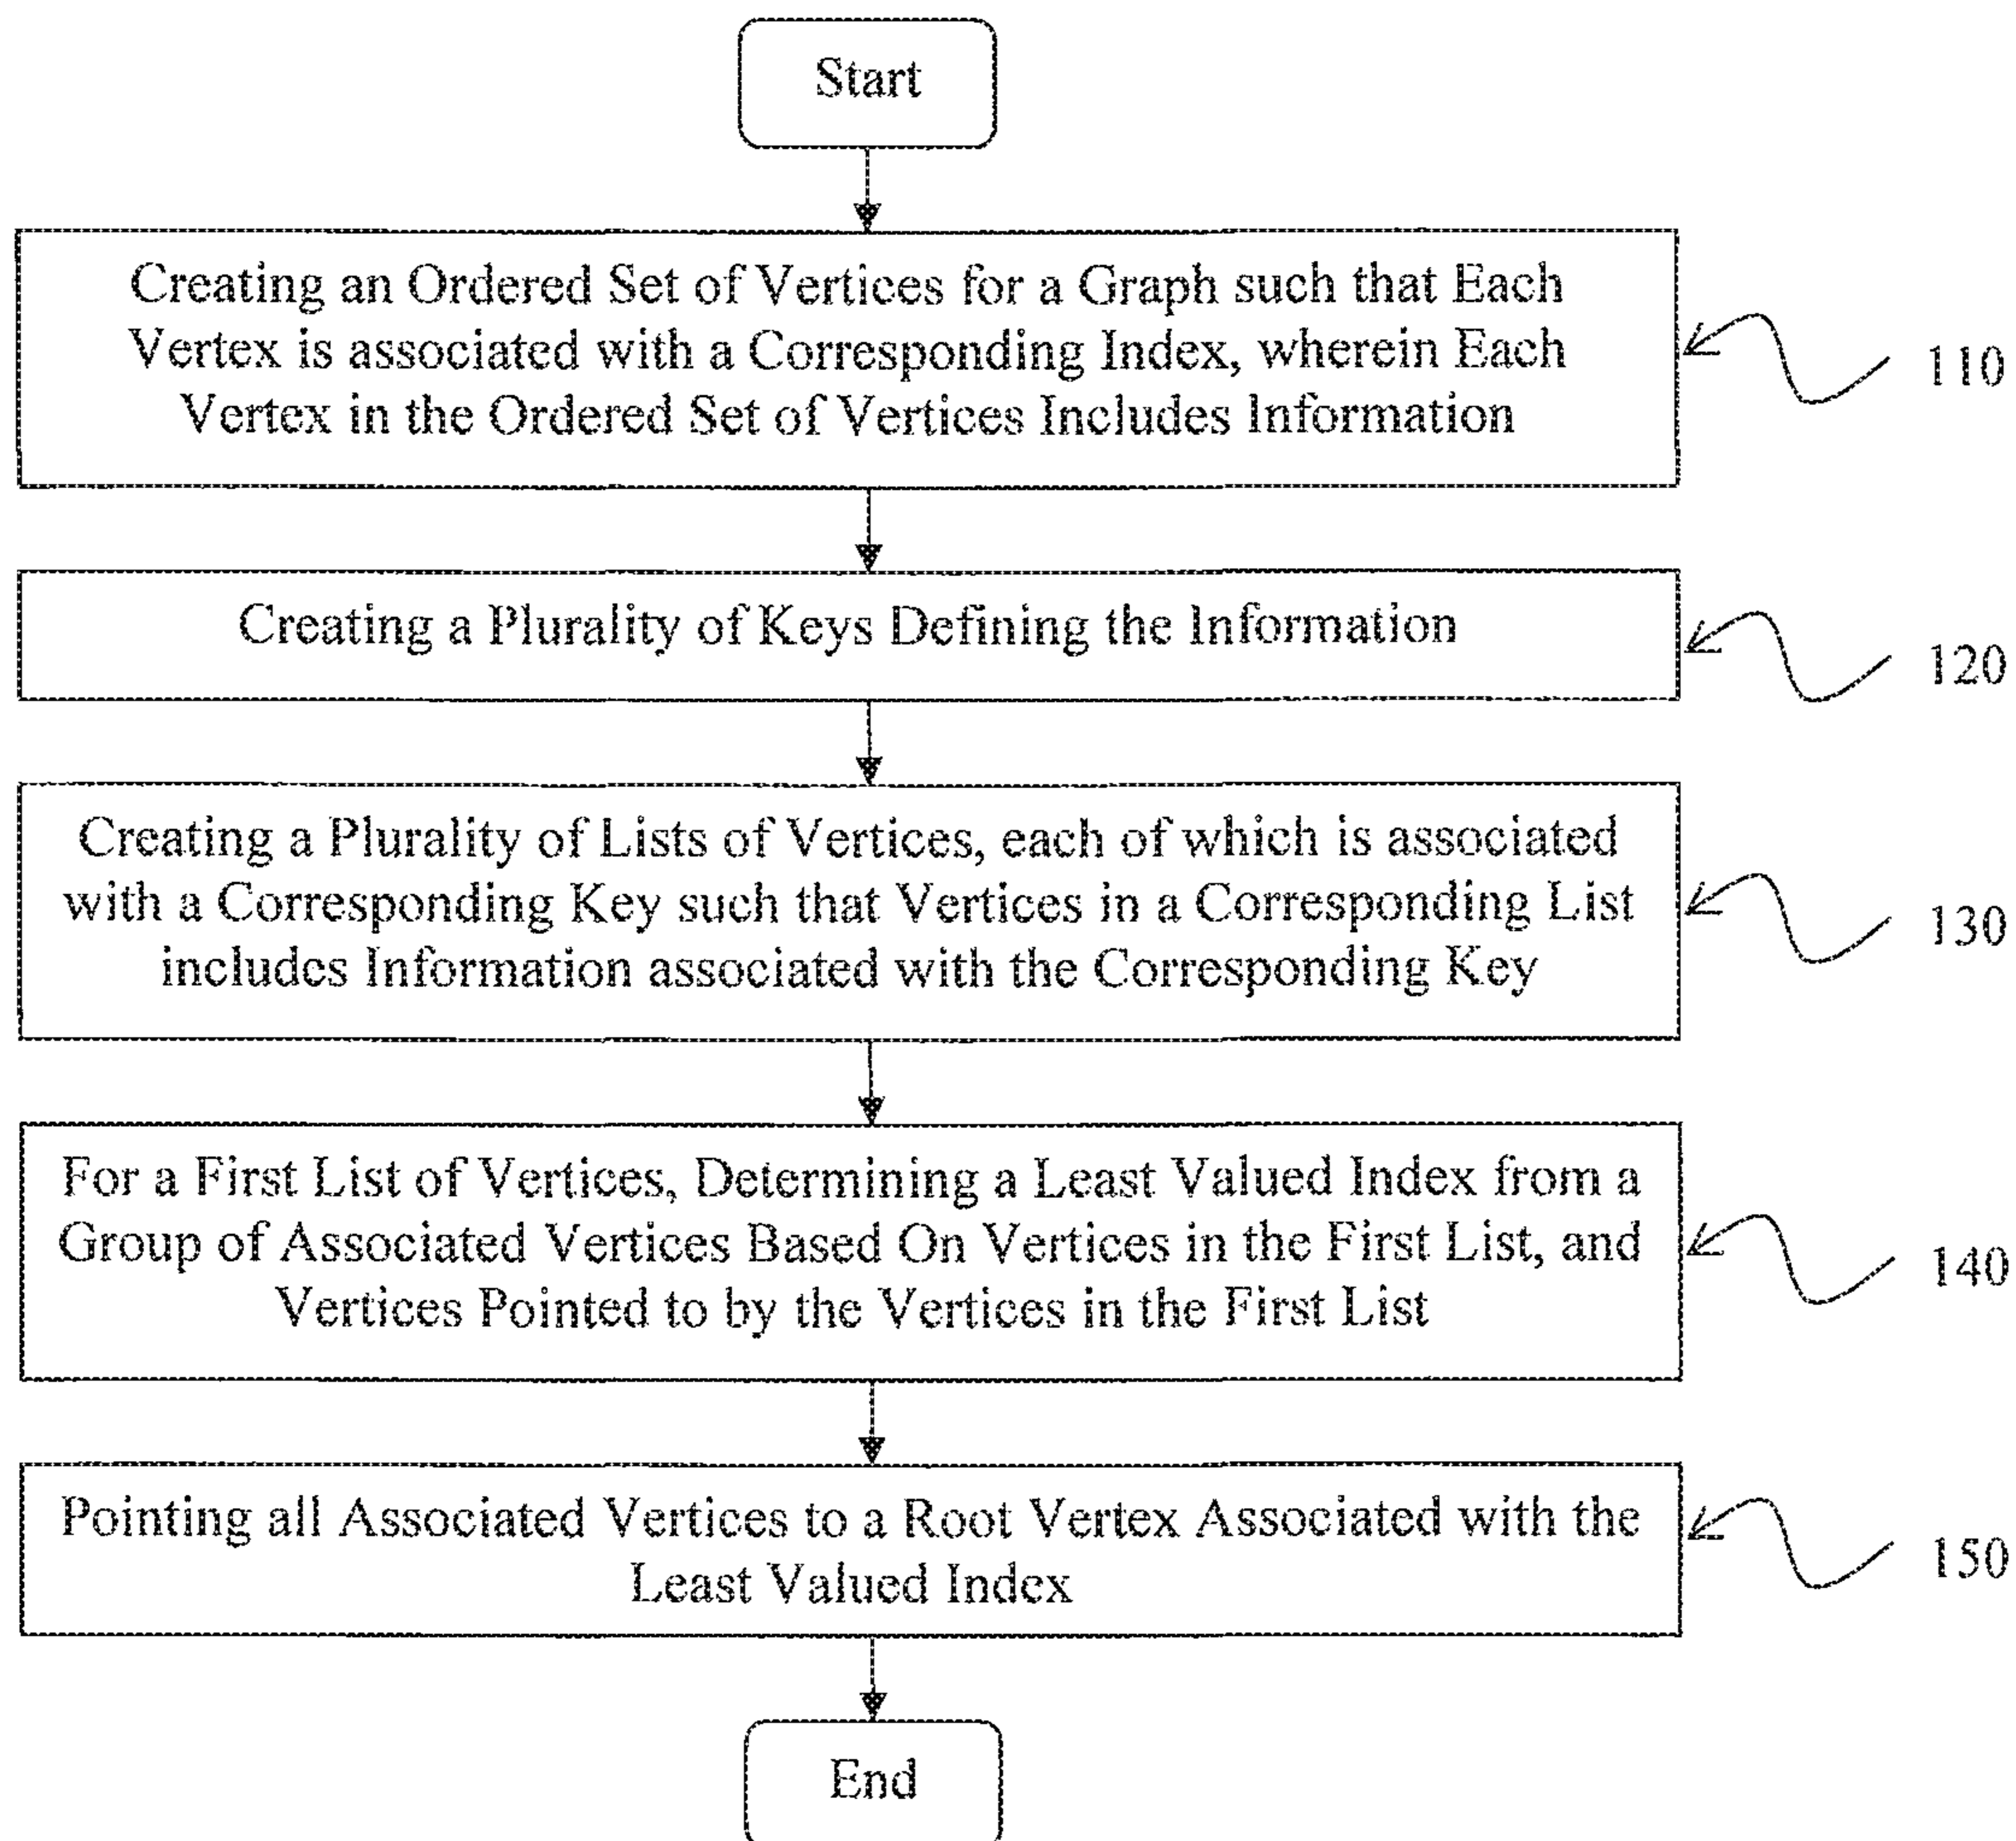 Start
Creating an Ordered Set of Vertices for a Graph such that Each
Vertex is associated with a Corresponding Index, wherein Each
Vertex in the Ordered Set of Vertices Includes Information
110
Creating a Plurality of Keys Defining the Information
120
Creating a Plurality of Lists of Vertices, each of which is associated
with a Corresponding Key such that Vertices in a Corresponding List
includes Information associated with the Corresponding Key
130
For a First List of Vertices, Determining a Least Valued Index from a
Group of Associated Vertices Based On Vertices in the First List, and
Vertices Pointed to by the Vertices in the First List
140
Pointing all Associated Vertices to a Root Vertex Associated with the
Least Valued Index
150
End